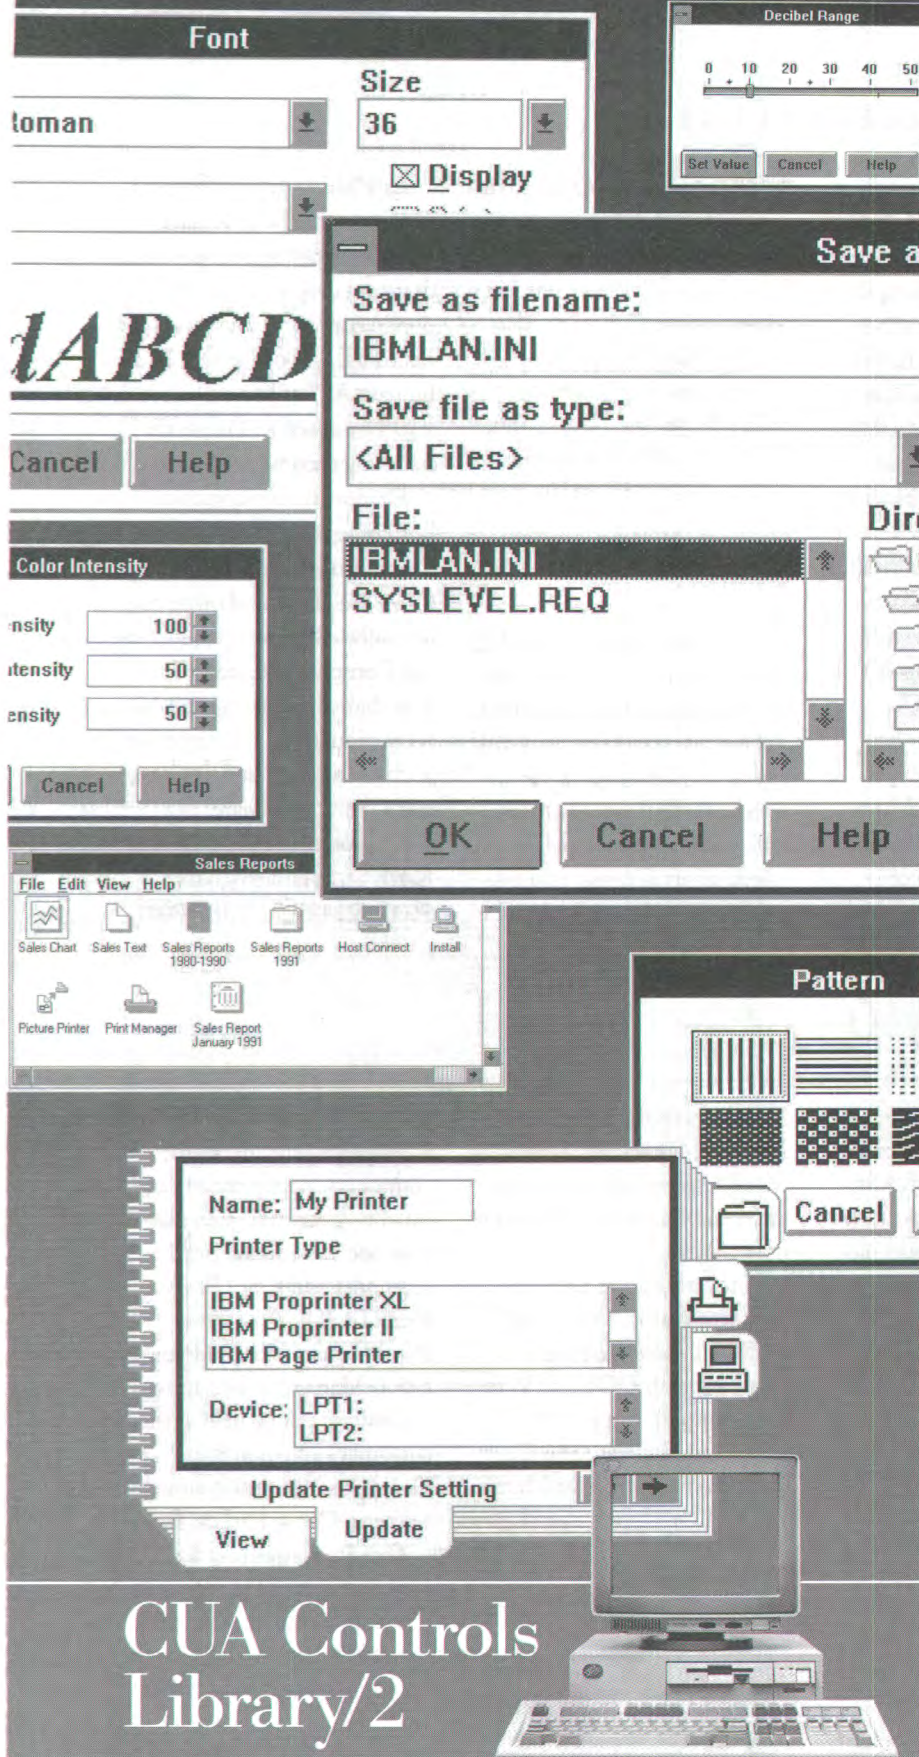 Font
Size
Roman
36
Display
dABCD
Cancel Help
Decibel Range
0 10 20 30 40 50
Set Value Cancel Help
Save a
Save as filename:
IBMLAN.INI
Save file as type:
<All Files>
File:
Dire
IBMLAN.INI
SYSLEVEL.REQ
OK Cancel Help
Color Intensity
nsity 100
ntensity 50
ensity 50
Cancel Help
Sales Reports
File Edit View Help
Sales Chart Sales Text Sales Reports 1980-1990 Sales Reports 1991 Host Connect Install
Picture Printer Print Manager Sales Report January 1991
Pattern
Cancel
Name: My Printer
Printer Type
IBM Proprinter XL
IBM Proprinter II
IBM Page Printer
Device: LPT1:
LPT2:
Update Printer Setting
View Update
CUA Controls
Library/2